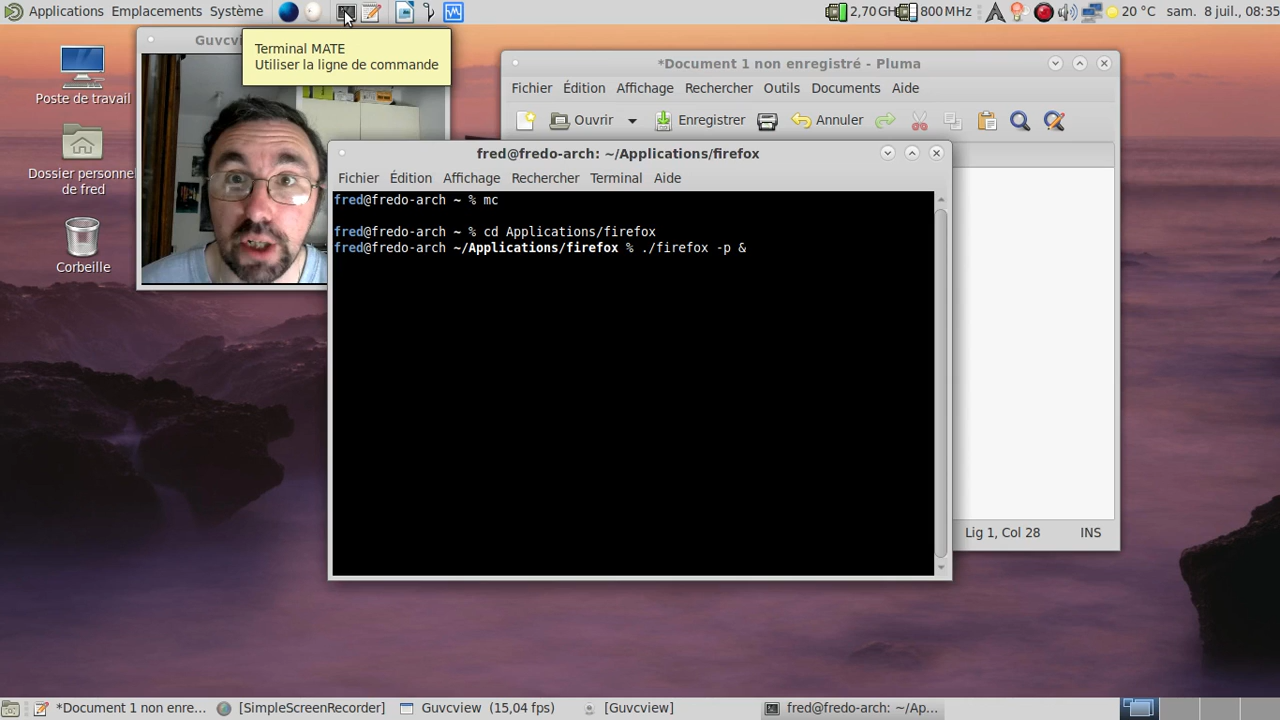 Applications Emplacements Système
2,70 GH 800 MHz 20 °C sam. 8 juil., 08:35
Terminal MATE
Utiliser la ligne de commande
Poste de travail
Dossier personne
de fred
Corbeille
*Document 1 non enregistré - Pluma
Fichier Édition Affichage Rechercher Outils Documents Aide
Ouvrir Enregistrer Annuler
fred@fredo-arch: ~/Applications/firefox
Fichier Édition Affichage Rechercher Terminal Aide
fred@fredo-arch ~ % mc
fred@fredo-arch ~ % cd Applications/firefox
fred@fredo-arch ~/Applications/firefox % ./firefox -p &
Lig 1, Col 28 INS
*Document 1 non enre... [SimpleScreenRecorder] Guvcview (15,04 fps) [Guvcview] fred@fredo-arch: ~/Ap...